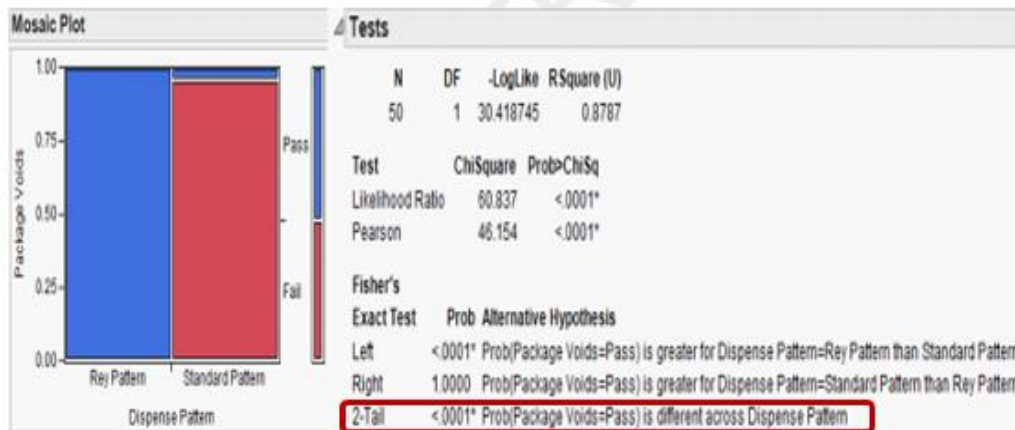 Mosaic Plot
1.00
0.75
0.50
0.25
0.00
Package Voids
Pass
Fail
Rey Pattern Standard Pattern
Dispense Pattern
Tests
N DF -LogLike RSquare (U)
50 1 30.418745 0.8787
Test ChiSquare Prob>ChiSq
Likelihood Ratio 60.837 <.0001*
Pearson 46.154 <.0001*
Fisher's
Exact Test Prob Alternative Hypothesis
Left <.0001* Prob(Package Voids=Pass) is greater for Dispense Pattern=Rey Pattern than Standard Pattern
Right 1.0000 Prob(Package Voids=Pass) is greater for Dispense Pattern=Standard Pattern than Rey Pattern
2-Tail <.0001* Prob(Package Voids=Pass) is different across Dispense Pattern